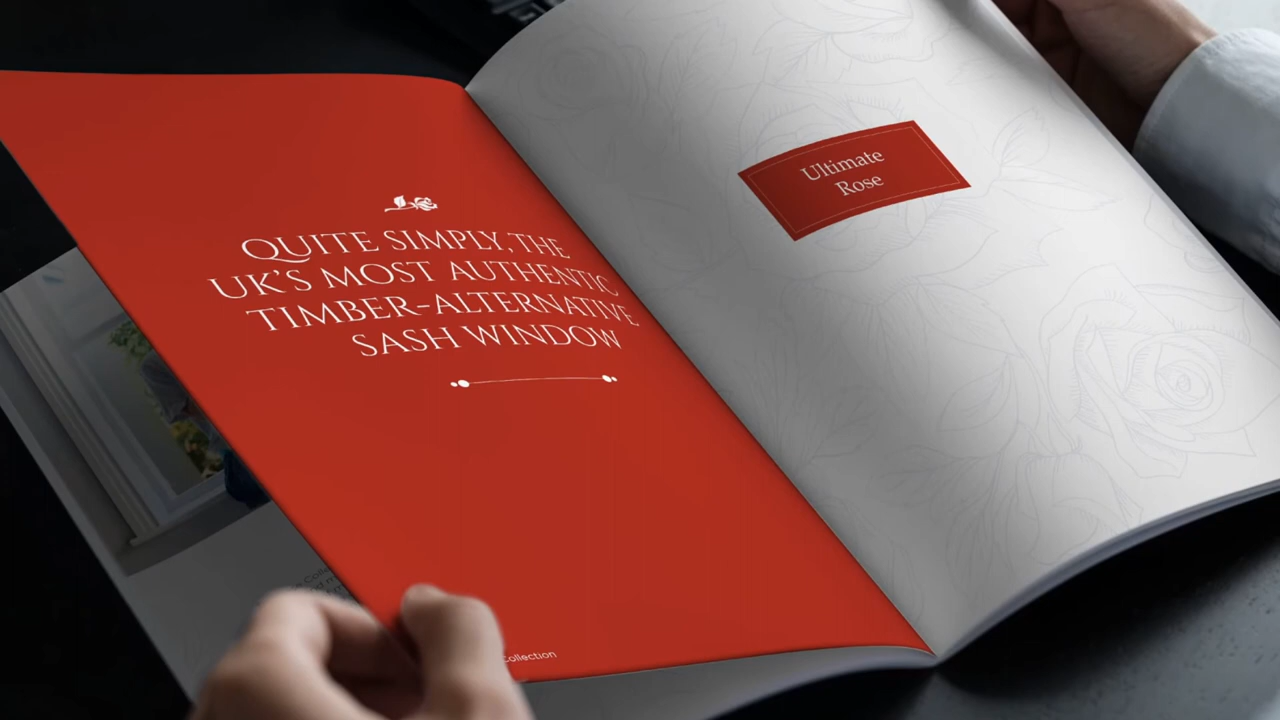 QUITE SIMPLY, THE
UK'S MOST AUTHENTIC
TIMBER-ALTERNATIVE
SASH WINDOW
Collection
Ultimate
Rose